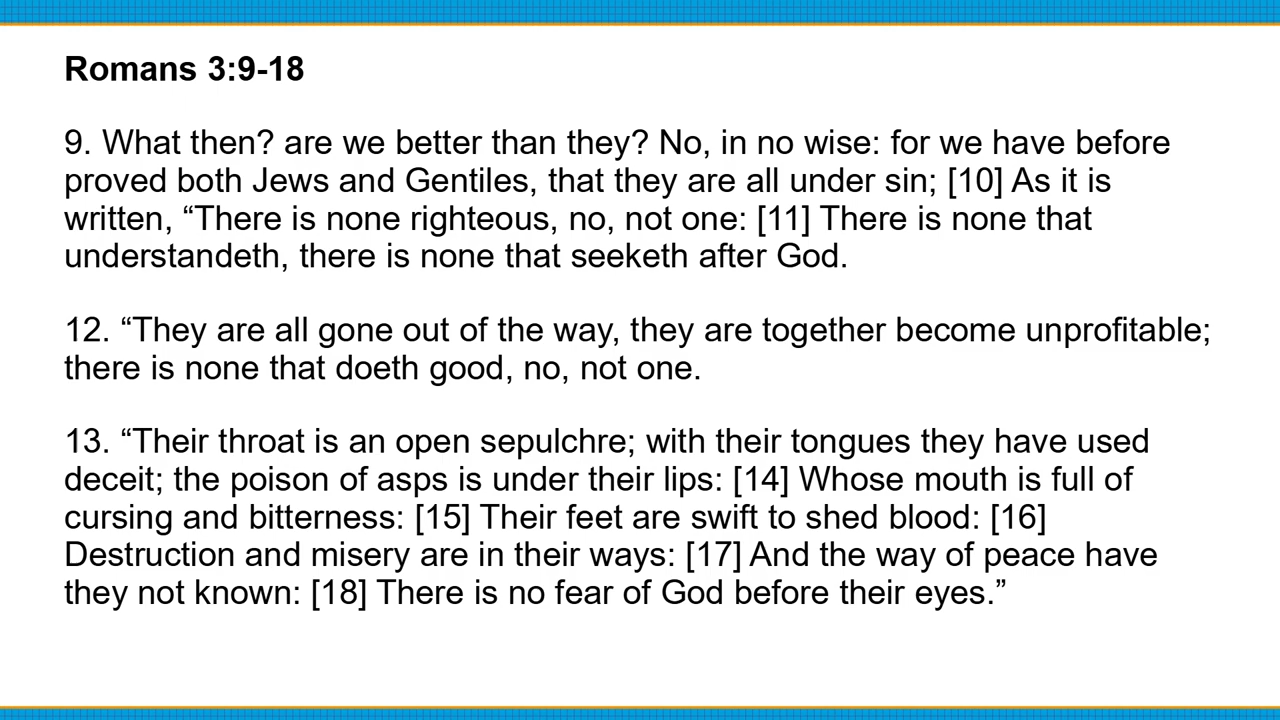 Romans 3:9-18
9. What then? are we better than they? No, in no wise: for we have before
proved both Jews and Gentiles, that they are all under sin; [10] As it is
written, “There is none righteous, no, not one: [11] There is none that
understandeth, there is none that seeketh after God.
12. “They are all gone out of the way, they are together become unprofitable;
there is none that doeth good, no, not one.
13. “Their throat is an open sepulchre; with their tongues they have used
deceit; the poison of asps is under their lips: [14] Whose mouth is full of
cursing and bitterness: [15] Their feet are swift to shed blood: [16]
Destruction and misery are in their ways: [17] And the way of peace have
they not known: [18] There is no fear of God before their eyes.”